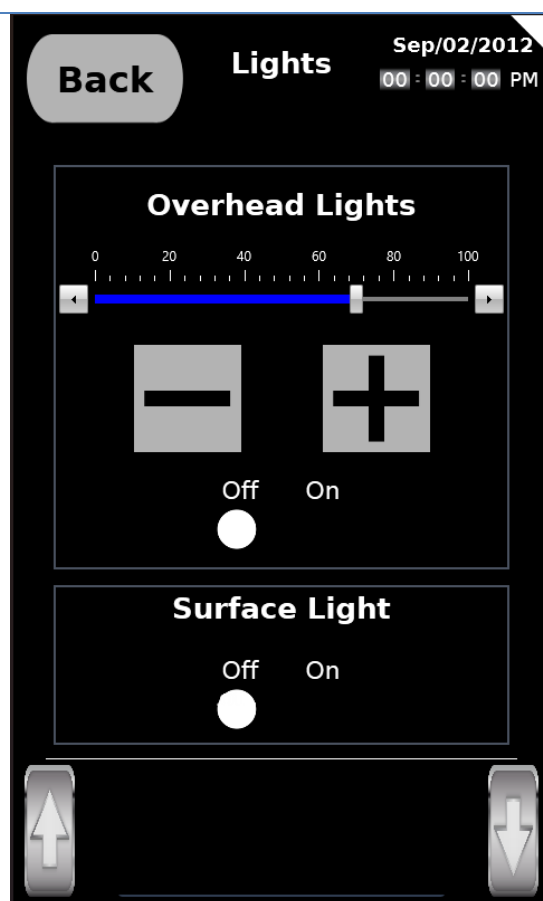 Back
Lights
Sep/02/2012
00 : 00 : 00 PM
Overhead Lights
0 20 40 60 80 100
Off On
Surface Light
Off On